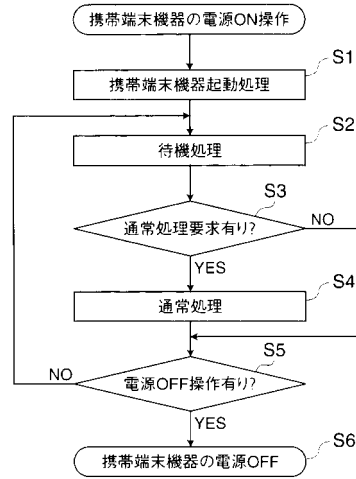 携帯端末機器の電源ON操作
S1
携帯端末機器起動処理
S2
待機処理
S3
通常処理要求有り?
NO
YES
S4
通常処理
S5
電源OFF操作有り?
NO
YES
S6
携帯端末機器の電源OFF